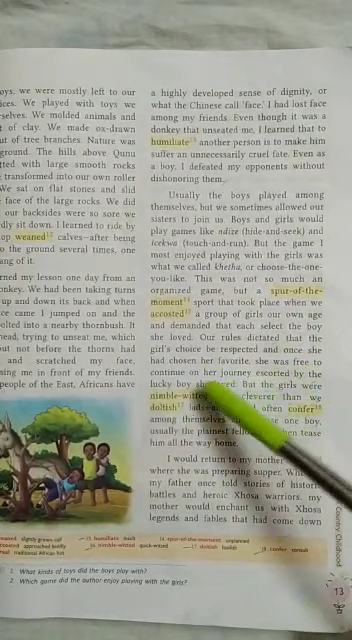 oys, we were mostly left to our
ices. We played with toys we
selves. We molded animals and
t of clay. We made ox-drawn
ut of tree branches. Nature was
ground. The hills above Qunu
tted with large smooth rocks
transformed into our own roller
We sat on flat stones and slid
face of the large rocks. We did
our backsides were so sore we
dly sit down. I learned to ride by
op weaned¹² calves—after being
o the ground several times, one
ang of it.
rned my lesson one day from an
onkey. We had been taking turns
up and down its back and when
ce came I jumped on and the
olted into a nearby thornbush. It
head, trying to unseat me, which
but not before the thorns had
and scratched my face,
sing me in front of my friends.
people of the East, Africans have
a highly developed sense of dignity, or
what the Chinese call 'face.' I had lost face
among my friends. Even though it was a
donkey that unseated me, I learned that to
humiliate¹³ another person is to make him
suffer an unnecessarily cruel fate. Even as
a boy, I defeated my opponents without
dishonoring them.
Usually the boys played among
themselves, but we sometimes allowed our
sisters to join us. Boys and girls would
play games like ndize (hide-and-seek) and
icekwa (touch-and-run). But the game I
most enjoyed playing with the girls was
what we called khetha, or choose-the-one-
you-like. This was not so much an
organized game, but a spur-of-the-
moment¹⁴ sport that took place when we
accosted¹⁵ a group of girls our own age
and demanded that each select the boy
she loved. Our rules dictated that the
girl's choice be respected and once she
had chosen her favorite, she was free to
continue on her journey escorted by the
lucky boy she But the girls were
nimble-witted cleverer than we
doltish¹⁷ lads often confer¹⁸
among themselves one boy,
usually the plainest tease
him all the way home.
I would return to my mother
where she was preparing supper.
my father once told stories of historic
battles and heroic Xhosa warriors, my
mother would enchant us with Xhosa
legends and fables that had come down
weaned slightly grown calf 13. humiliate insult 14. spur-of-the-moment unplanned
accosted approached boldly 16. nimble-witted quick-witted 17. doltish foolish 18. confer consult
traditional African hut
1. What kinds of toys did the boys play with?
2. Which game did the author enjoy playing with the girls?
Country Childhood
13